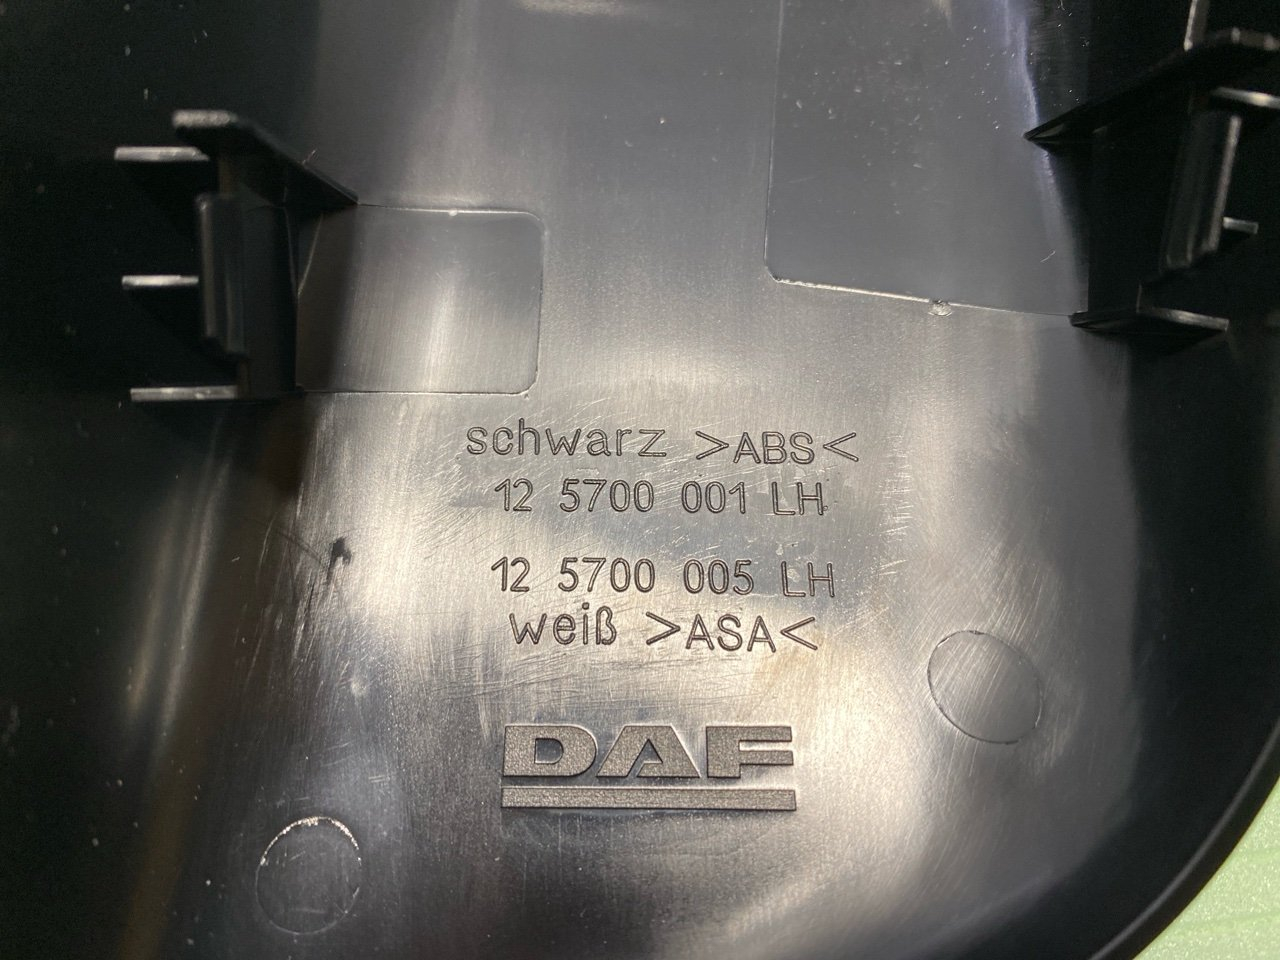 schwarz >ABS<
12 5700 001 LH
12 5700 005 LH
weiß >ASA<
DAF